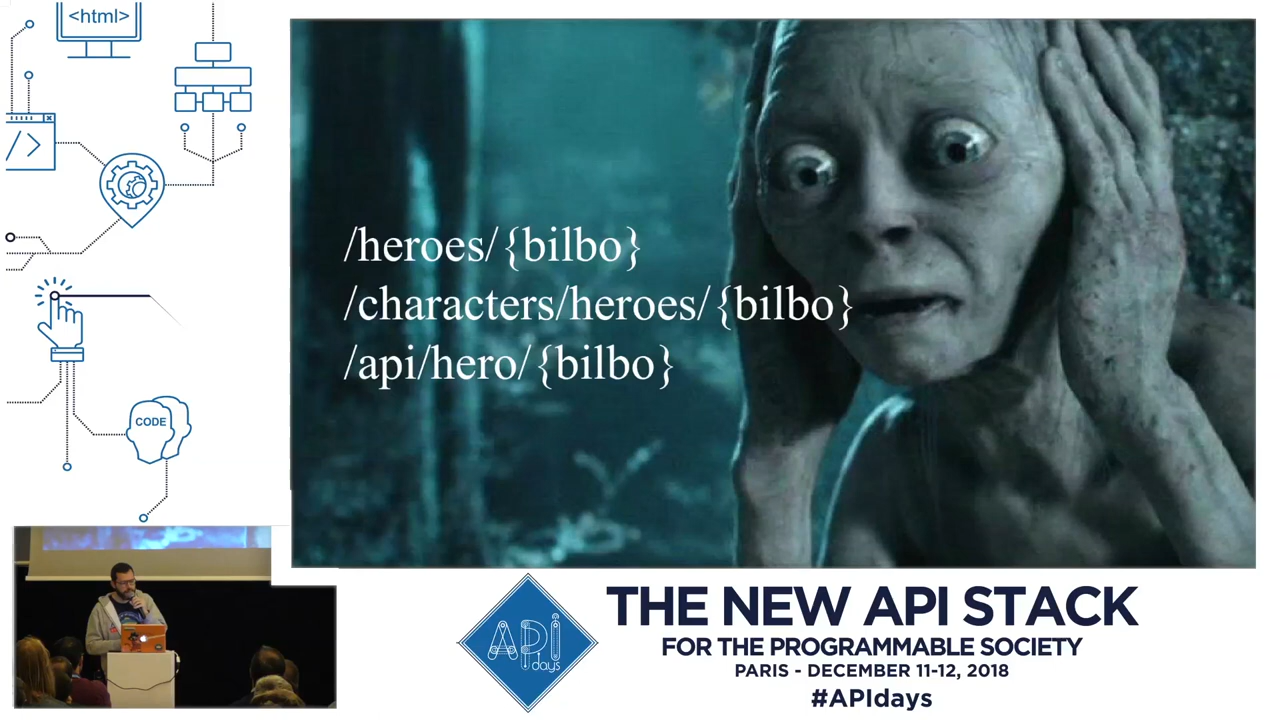 <html>
/>
CODE
/heroes/{bilbo}
/characters/heroes/{bilbo}
/api/hero/{bilbo}
API
days
THE NEW API STACK
FOR THE PROGRAMMABLE SOCIETY
PARIS - DECEMBER 11-12, 2018
#APIdays